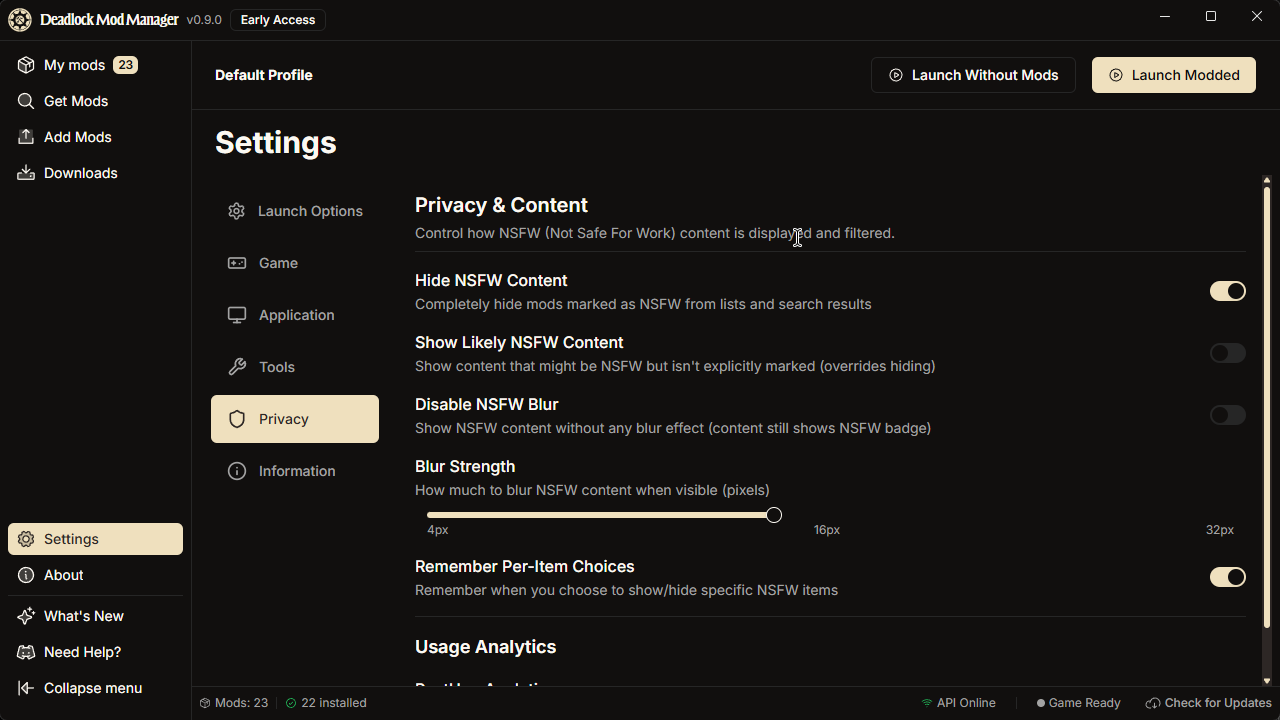 Deadlock Mod Manager v0.9.0 Early Access
My mods 23
Get Mods
Add Mods
Downloads
Default Profile
Launch Without Mods
Launch Modded
Settings
Launch Options
Game
Application
Tools
Privacy
Information
Privacy & Content
Control how NSFW (Not Safe For Work) content is displayed and filtered.
Hide NSFW Content
Completely hide mods marked as NSFW from lists and search results
Show Likely NSFW Content
Show content that might be NSFW but isn't explicitly marked (overrides hiding)
Disable NSFW Blur
Show NSFW content without any blur effect (content still shows NSFW badge)
Blur Strength
How much to blur NSFW content when visible (pixels)
4px 16px 32px
Remember Per-Item Choices
Remember when you choose to show/hide specific NSFW items
Usage Analytics
Settings
About
What's New
Need Help?
Collapse menu
Mods: 23
22 installed
API Online
Game Ready
Check for Updates